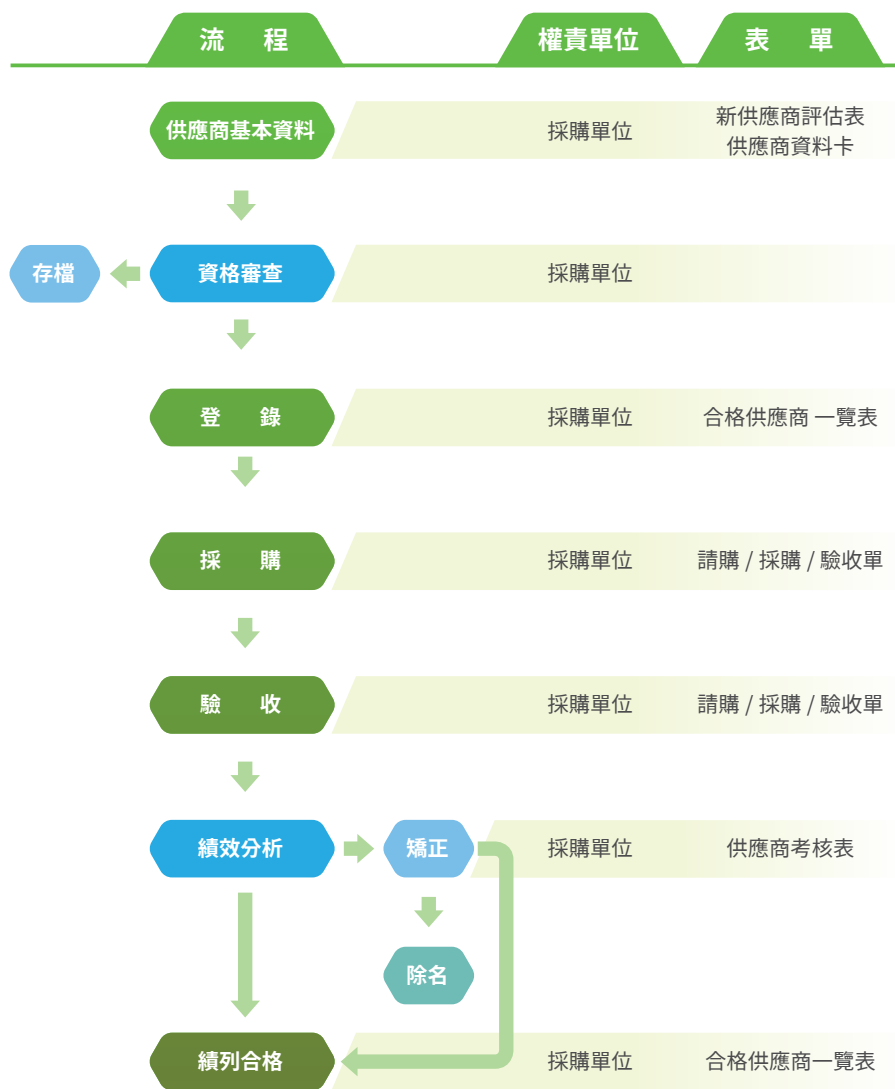 流 程 權責單位 表 單
供應商基本資料 採購單位 新供應商評估表
供應商資料卡
存檔 資格審查 採購單位
登 錄 採購單位 合格供應商 一覽表
採 購 採購單位 請購 / 採購 / 驗收單
驗 收 採購單位 請購 / 採購 / 驗收單
績效分析 矯正 採購單位 供應商考核表
除名
績列合格 採購單位 合格供應商一覽表